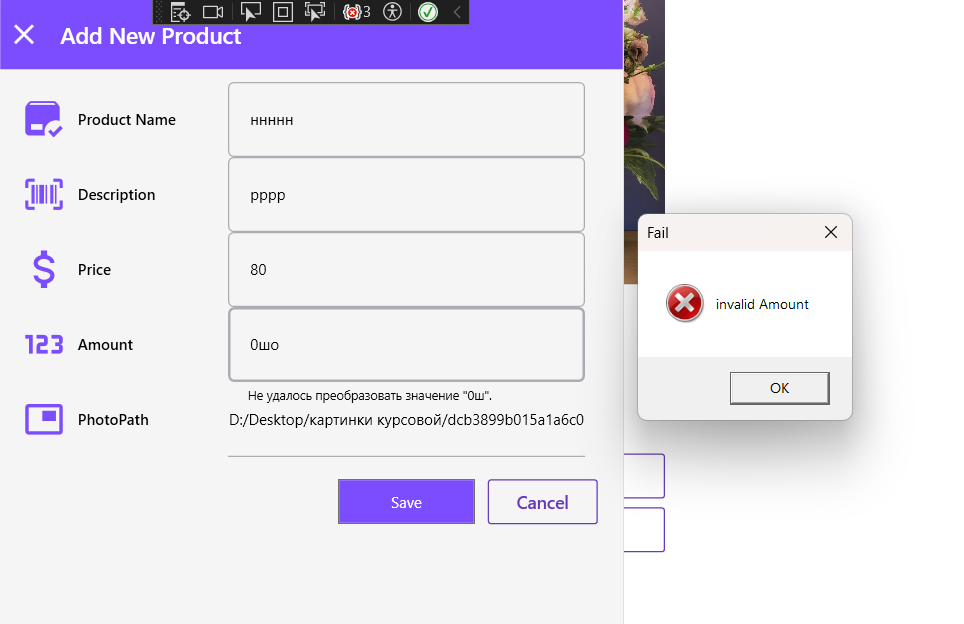 3
Add New Product
Product Name
ннннн
Description
рррр
Price
80
123
Amount
0шо
Не удалось преобразовать значение "0ш".
PhotoPath
D:/Desktop/картинки курсовой/dcb3899b015a1a6c0
Save
Cancel
Fail
invalid Amount
OK